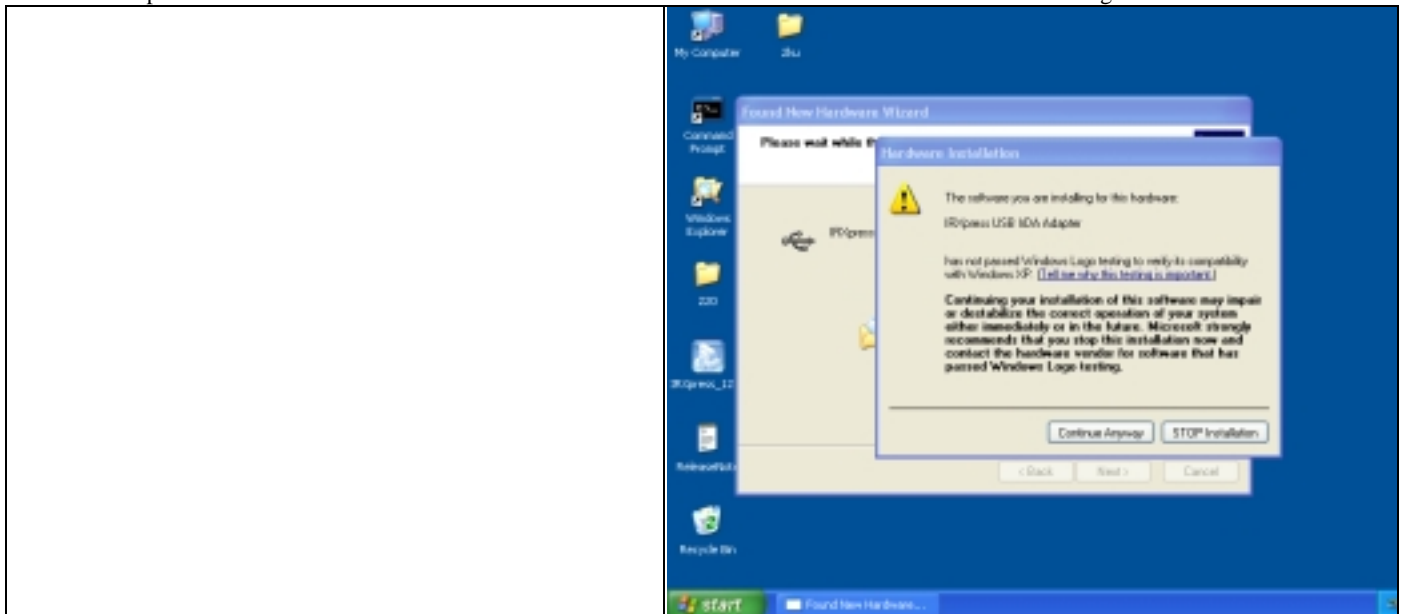 My Computer
zhu
Command
Prompt
Windows
Explorer
220
IRXpress_12
ReleaseNot
Recycle Bin
Found New Hardware Wizard
Please wait while th
IRXpress
Hardware Installation
The software you are installing for this hardware:
IRXpress USB IrDA Adapter
has not passed Windows Logo testing to verify its compatibility
with Windows XP. (Tell me why this testing is important.)
Continuing your installation of this software may impair
or destabilize the correct operation of your system
either immediately or in the future. Microsoft strongly
recommends that you stop this installation now and
contact the hardware vendor for software that has
passed Windows Logo testing.
Continue Anyway
STOP Installation
< Back
Next >
Cancel
start
Found New Hardware...